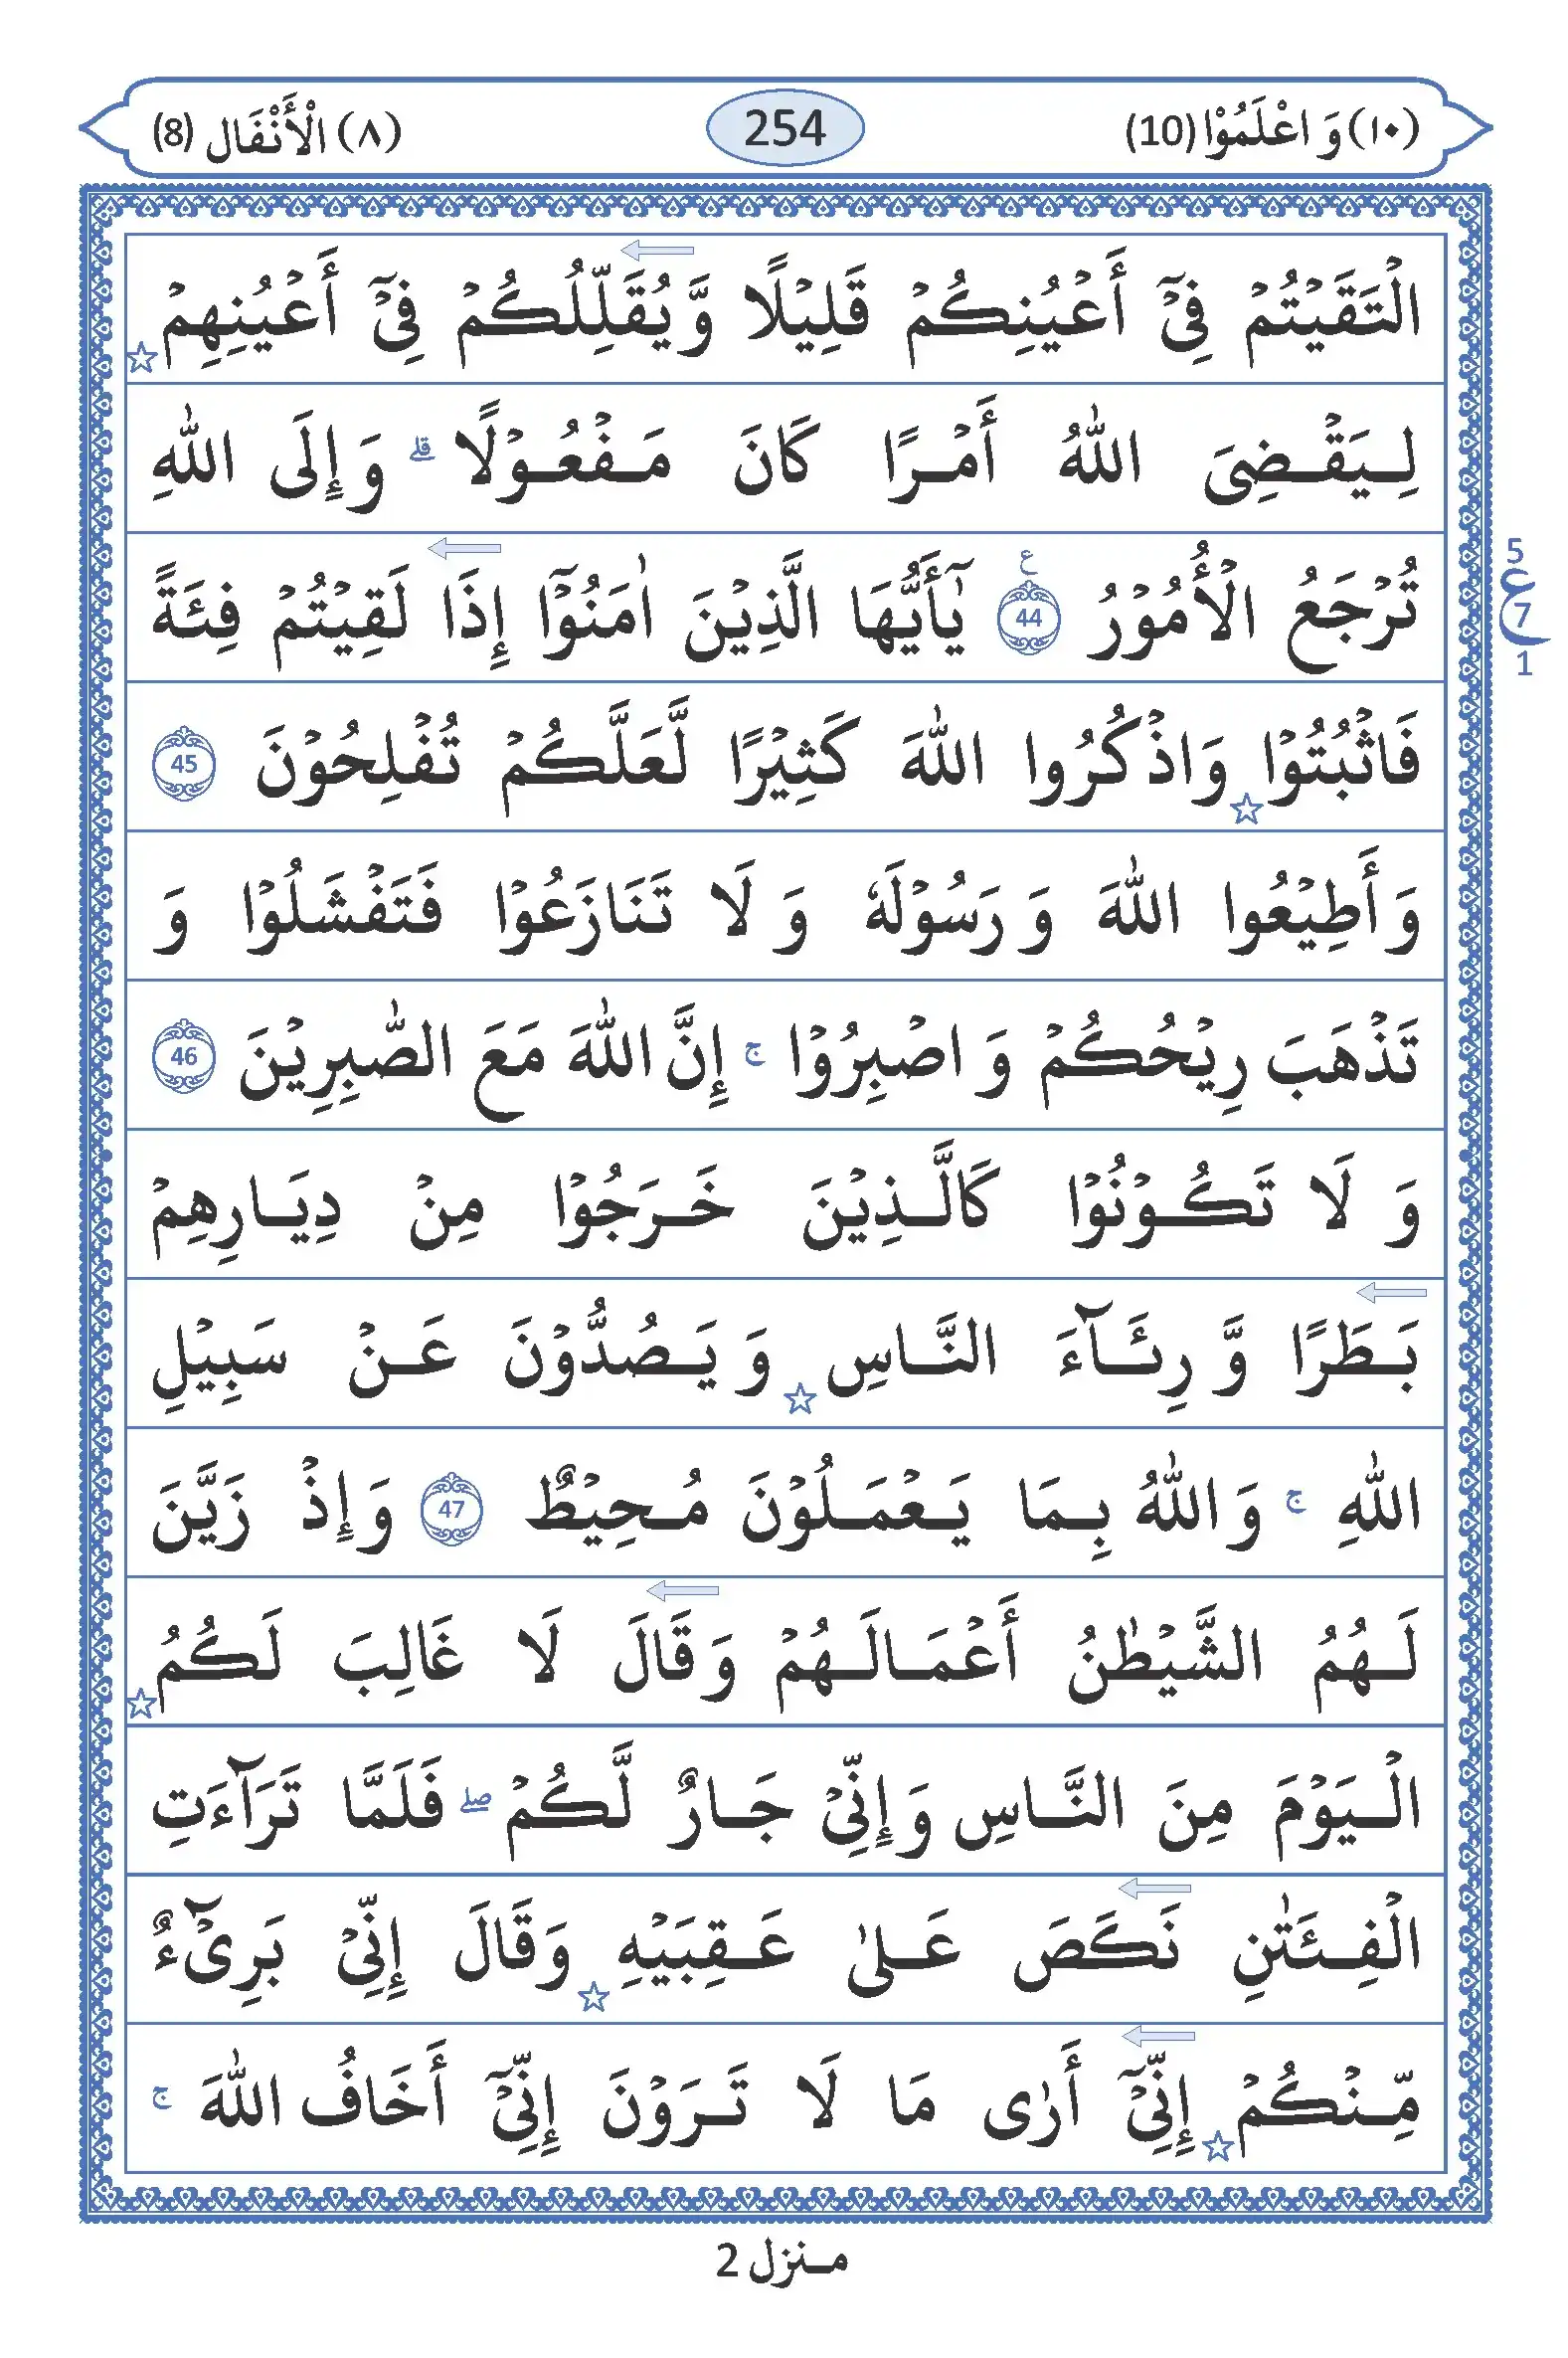 (١٠) وَ اعْلَمُوْٓا (10) 254 (٨) الْأَنْفَال (8)
الْتَقَيْتُمْ فِيْٓ أَعْيُنِكُمْ قَلِيْلًا وَّ يُقَلِّلُكُمْ فِيْٓ أَعْيُنِهِمْ ☆
لِيَقْضِيَ اللّٰهُ أَمْرًا كَانَ مَفْعُوْلًا ۗ وَ إِلَى اللّٰهِ
تُرْجَعُ الْأُمُوْرُ ع 44 يٰٓأَيُّهَا الَّذِيْنَ اٰمَنُوْٓا إِذَا لَقِيْتُمْ فِئَةً
5 ع 7 1
فَاثْبُتُوْا ☆ وَاذْكُرُوا اللّٰهَ كَثِيْرًا لَّعَلَّكُمْ تُفْلِحُوْنَ 45
وَ أَطِيْعُوا اللّٰهَ وَ رَسُوْلَهٗ وَ لَا تَنَازَعُوْا فَتَفْشَلُوْا وَ
تَذْهَبَ رِيْحُكُمْ وَ اصْبِرُوْا ۚ إِنَّ اللّٰهَ مَعَ الصّٰبِرِيْنَ 46
وَ لَا تَكُوْنُوْا كَالَّذِيْنَ خَرَجُوْا مِنْ دِيَارِهِمْ
بَطَرًا وَّ رِئَآءَ النَّاسِ ☆ وَ يَصُدُّوْنَ عَنْ سَبِيْلِ
اللّٰهِ ۚ وَ اللّٰهُ بِمَا يَعْمَلُوْنَ مُحِيْطٌ 47 وَ إِذْ زَيَّنَ
لَهُمُ الشَّيْطٰنُ أَعْمَالَهُمْ وَ قَالَ لَا غَالِبَ لَكُمُ ☆
الْيَوْمَ مِنَ النَّاسِ وَ إِنِّيْ جَارٌ لَّكُمْ ۖ فَلَمَّا تَرَآءَتِ
الْفِئَتٰنِ نَكَصَ عَلٰى عَقِبَيْهِ ☆ وَ قَالَ إِنِّيْ بَرِيْٓءٌ
مِّنْكُمْ ☆ إِنِّيْٓ أَرٰى مَا لَا تَرَوْنَ إِنِّيْٓ أَخَافُ اللّٰهَ ۚ
منزل 2